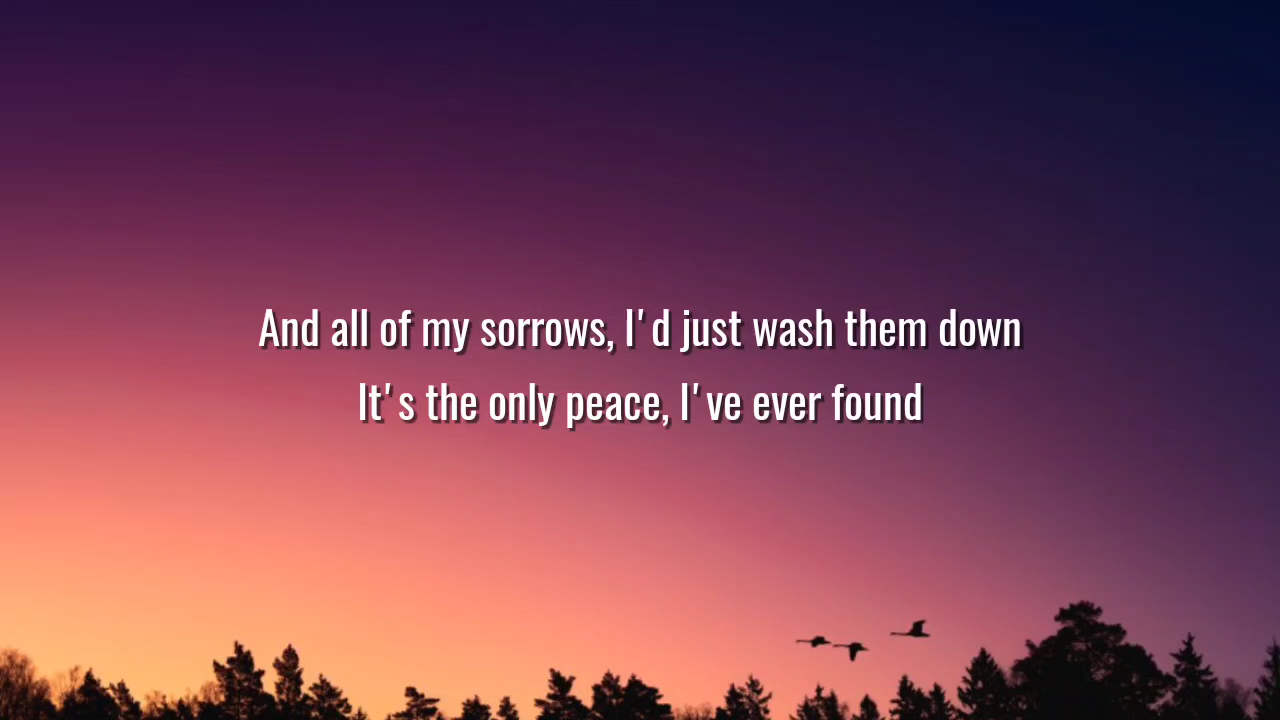 And all of my sorrows, I'd just wash them down
It's the only peace, I've ever found